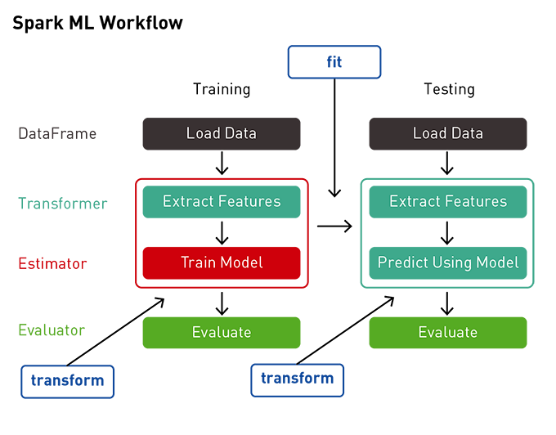 Spark ML Workflow
fit
Training
Testing
DataFrame
Load Data
Load Data
Transformer
Extract Features
Extract Features
Estimator
Train Model
Predict Using Model
Evaluator
Evaluate
Evaluate
transform
transform